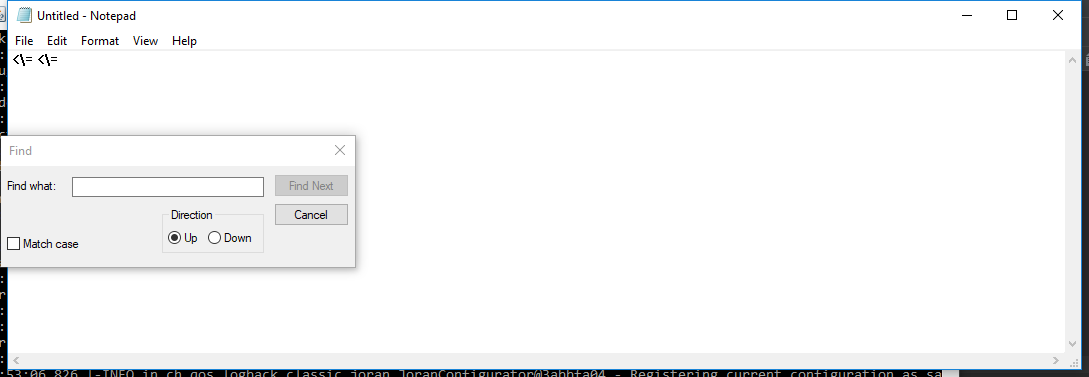 Untitled - Notepad
File Edit Format View Help
<\= <\=
Find
Find what:
Find Next
Direction
Cancel
Up Down
Match case
:53:06,826 |-INFO in ch.qos.logback.classic.joran.JoranConfigurator@3abbfa04 - Registering current configuration as sa